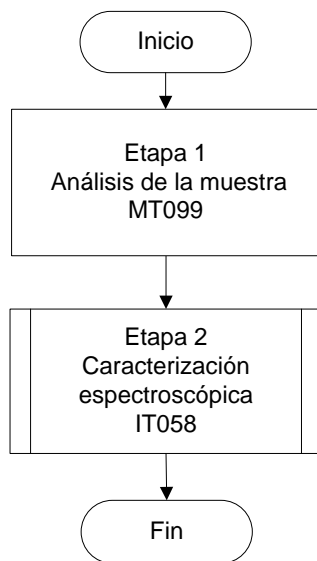 Inicio
Etapa 1
Análisis de la muestra
MT099
Etapa 2
Caracterización
espectroscópica
IT058
Fin